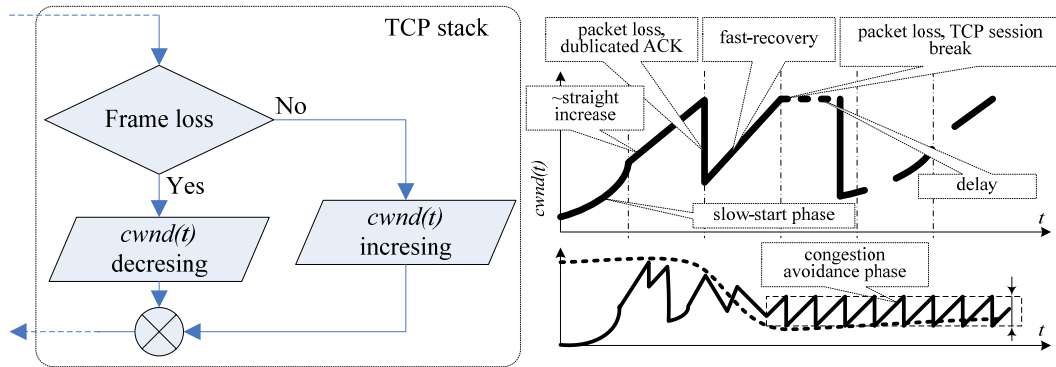 TCP stack
Frame loss
No
Yes
cwnd(t)
decresing
cwnd(t)
incresing
packet loss,
dublicated ACK
fast-recovery
packet loss, TCP session
break
~straight
increase
cwnd(t)
slow-start phase
delay
t
congestion
avoidance phase
t